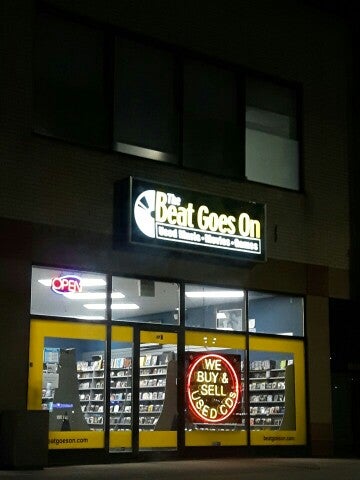 The
Beat Goes On
Used Music • Movies • Games
OPEN
WE
BUY &
SELL
USED CDS
beatgoeson.com
beatgoeson.com